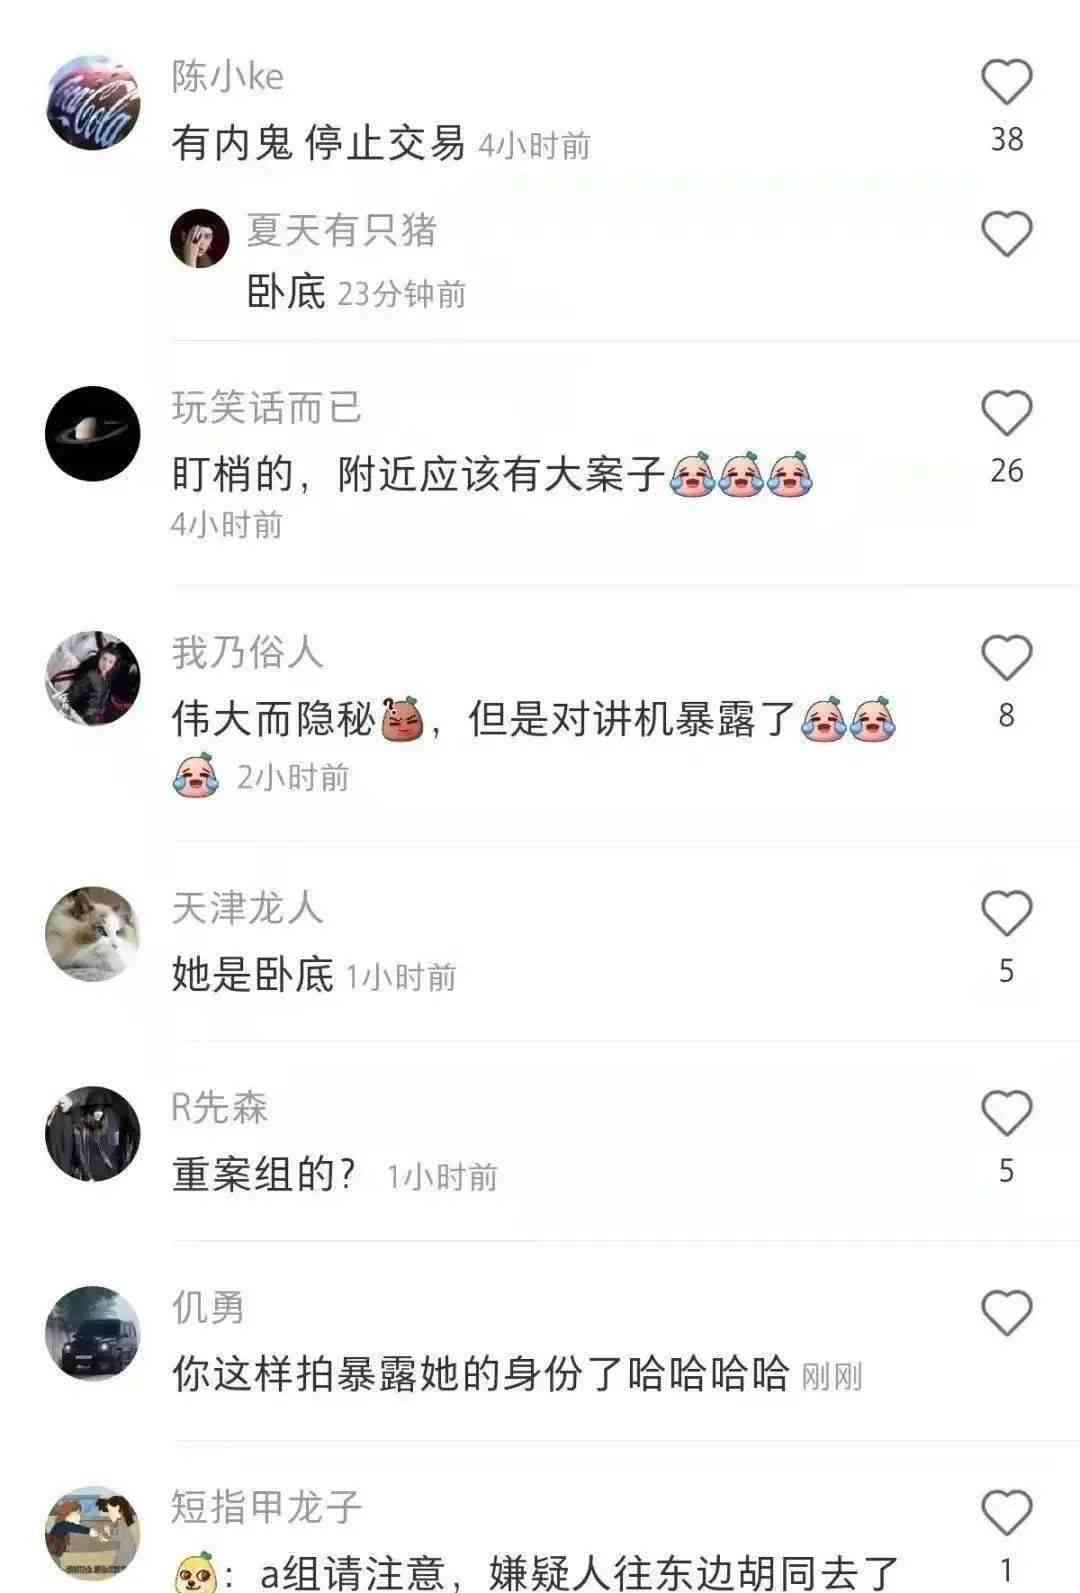 陈小ke
有内鬼 停止交易 4小时前
38
夏天有只猪
卧底 23分钟前
玩笑话而已
盯梢的，附近应该有大案子
26
4小时前
我乃俗人
伟大而隐秘，但是对讲机暴露了
8
2小时前
天津龙人
她是卧底 1小时前
5
R先森
重案组的？ 1小时前
5
仉勇
你这样拍暴露她的身份了哈哈哈哈 刚刚
短指甲龙子
：a组请注意，嫌疑人往东边胡同去了
1